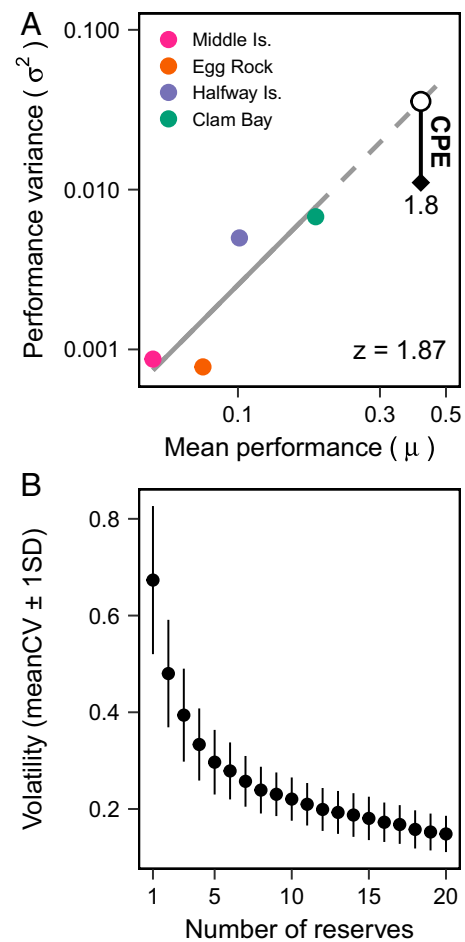 A
Performance variance ( σ² )
0.100
0.010
0.001
Middle Is.
Egg Rock
Halfway Is.
Clam Bay
CPE
1.8
z = 1.87
0.1 0.3 0.5
Mean performance ( μ )
B
Volatility (meanCV ± 1SD)
0.8
0.6
0.4
0.2
1 5 10 15 20
Number of reserves